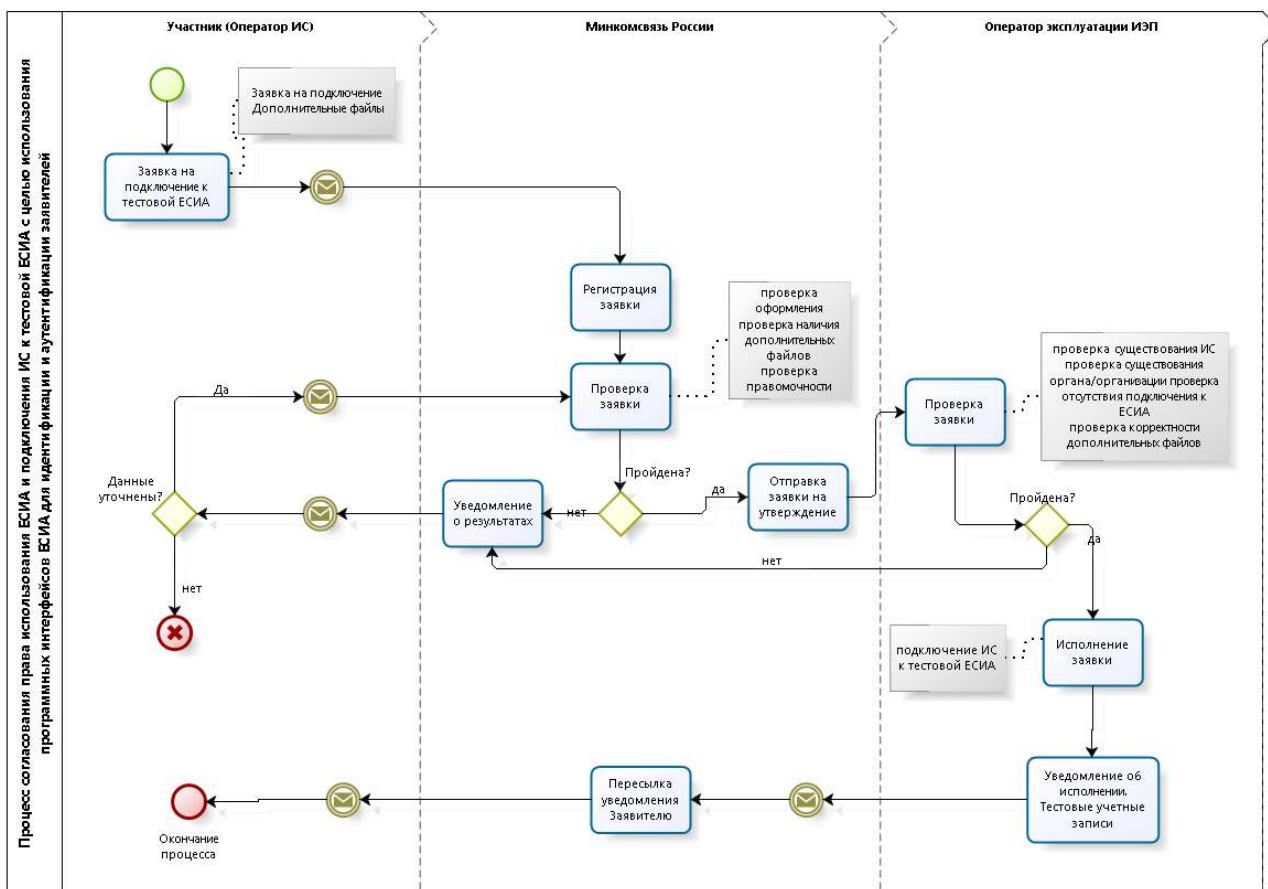 Процесс согласования права использования ЕСИА и подключения ИС к тестовой ЕСИА с целью использования
программных интерфейсов ЕСИА для идентификации и аутентификации заявителей
Участник (Оператор ИС)
Минкомсвязь России
Оператор эксплуатации ИЭП
Заявка на подключение
Дополнительные файлы
Заявка на
подключение к
тестовой ЕСИА
Регистрация
заявки
проверка
оформления
проверка наличия
дополнительных
файлов
проверка
правомочности
проверка существования ИС
проверка существования
органа/организации проверка
отсутствия подключения к
ЕСИА
проверка корректности
дополнительных файлов
Да
Проверка
заявки
Проверка
заявки
Данные
уточнены?
Уведомление
о результатах
нет
Пройдена?
да
Отправка
заявки на
утверждение
Пройдена?
да
нет
нет
подключение ИС
к тестовой ЕСИА
Исполнение
заявки
Пересылка
уведомления
Заявителю
Уведомление об
исполнении.
Тестовые учетные
записи
Окончание
процесса